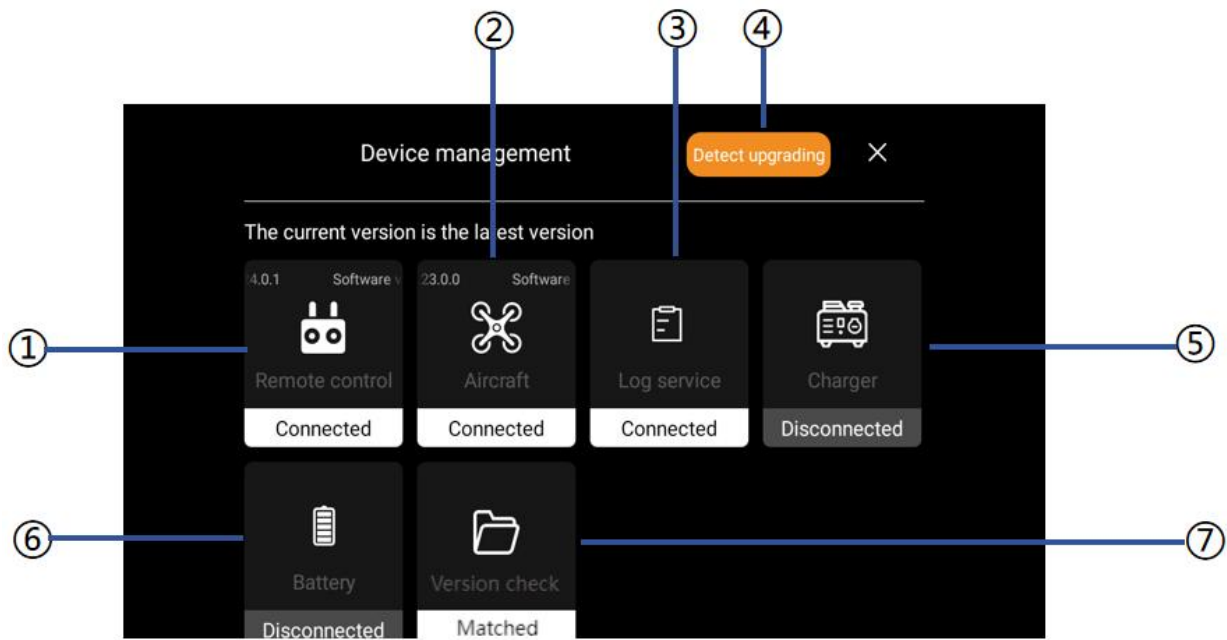 ② ③ ④
Device management Detect upgrading
The current version is the latest version
4.0.1 Software v 23.0.0 Software
① ⑤
Remote control Aircraft Log service Charger
Connected Connected Connected Disconnected
⑥ ⑦
Battery Version check
Disconnected Matched